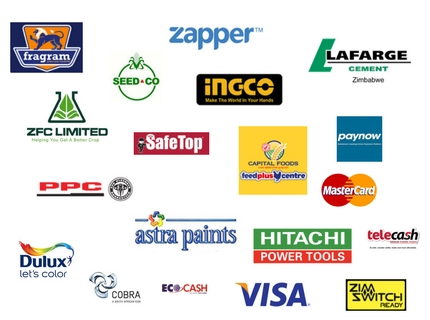 fragram
zapper™
LAFARGE
CEMENT
Zimbabwe
SEED CO
INGCO
Make The World In Your Hands
ZFC LIMITED
Helping You Get A Better Crop
SafeTop
CAPITAL FOODS
feedplus centre
paynow
PPC
MasterCard
astra paints
HITACHI
POWER TOOLS
telecash
Dulux
let's color
COBRA
ECO CASH
VISA
ZIM
SWITCH
READY